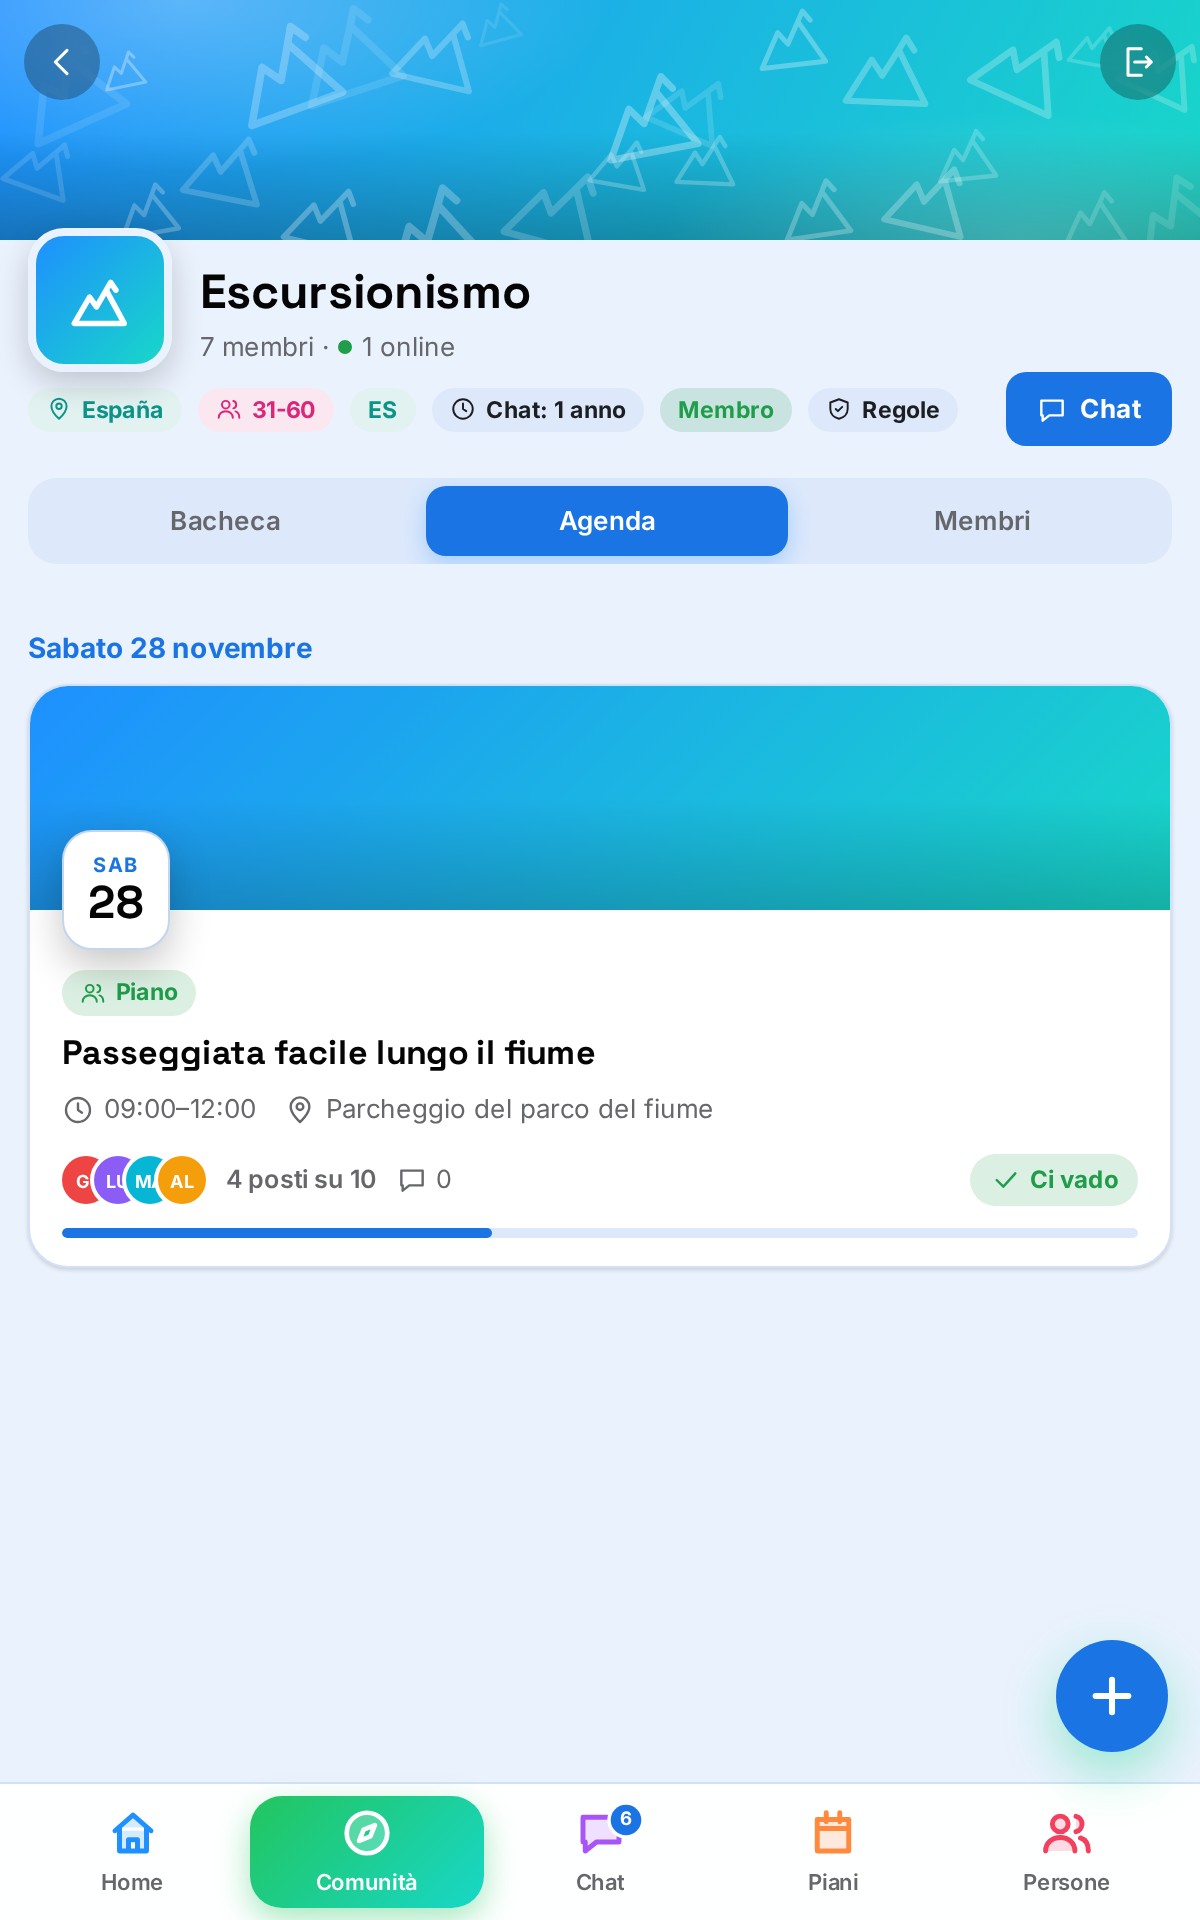 Escursionismo
7 membri · 1 online
España
31-60
ES
Chat: 1 anno
Membro
Regole
Chat
Bacheca
Agenda
Membri
Sabato 28 novembre
SAB
28
Piano
Passeggiata facile lungo il fiume
09:00–12:00
Parcheggio del parco del fiume
AL
4 posti su 10
0
Ci vado
Home
Comunità
6
Chat
Piani
Persone